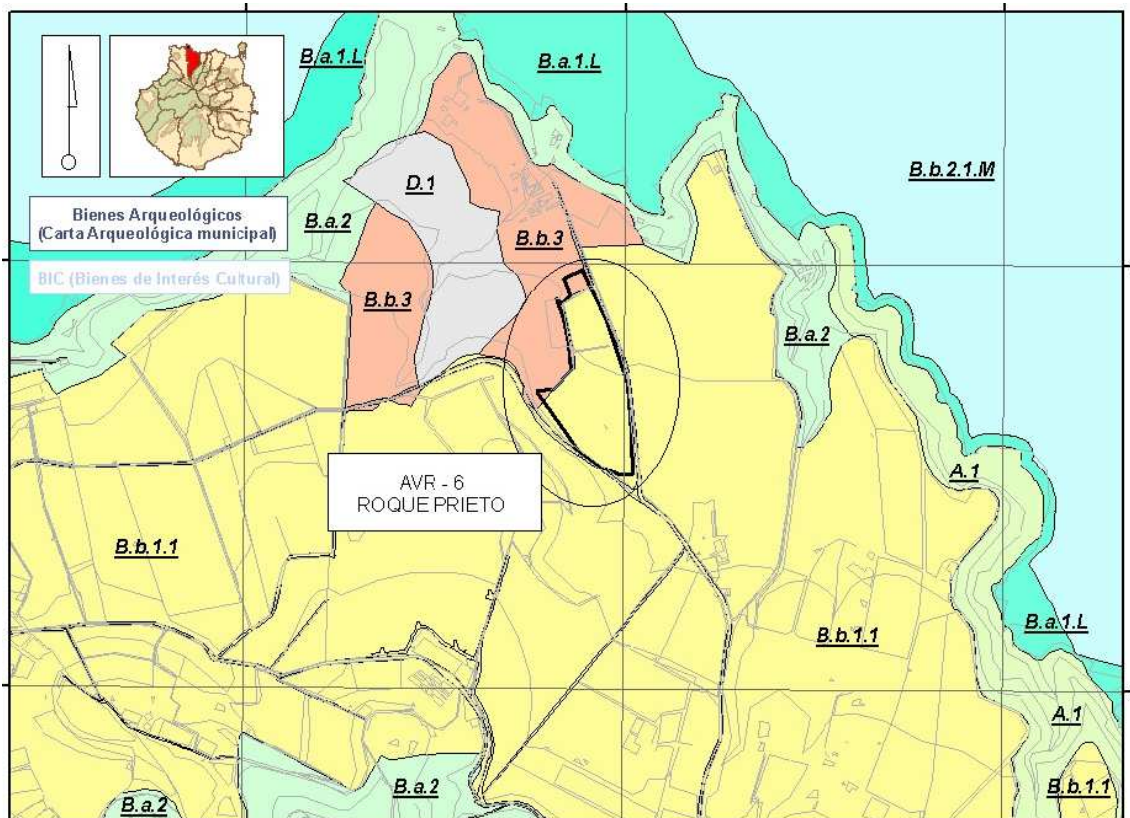 B.a.1.L
B.a.1.L
B.b.2.1.M
D.1
Bienes Arqueológicos
(Carta Arqueológica municipal)
B.a.2
B.b.3
BIC (Bienes de Interés Cultural)
B.b.3
B.a.2
AVR - 6
ROQUE PRIETO
A.1
B.b.1.1
B.a.1.L
B.b.1.1
A.1
B.a.2
B.a.2
B.b.1.1